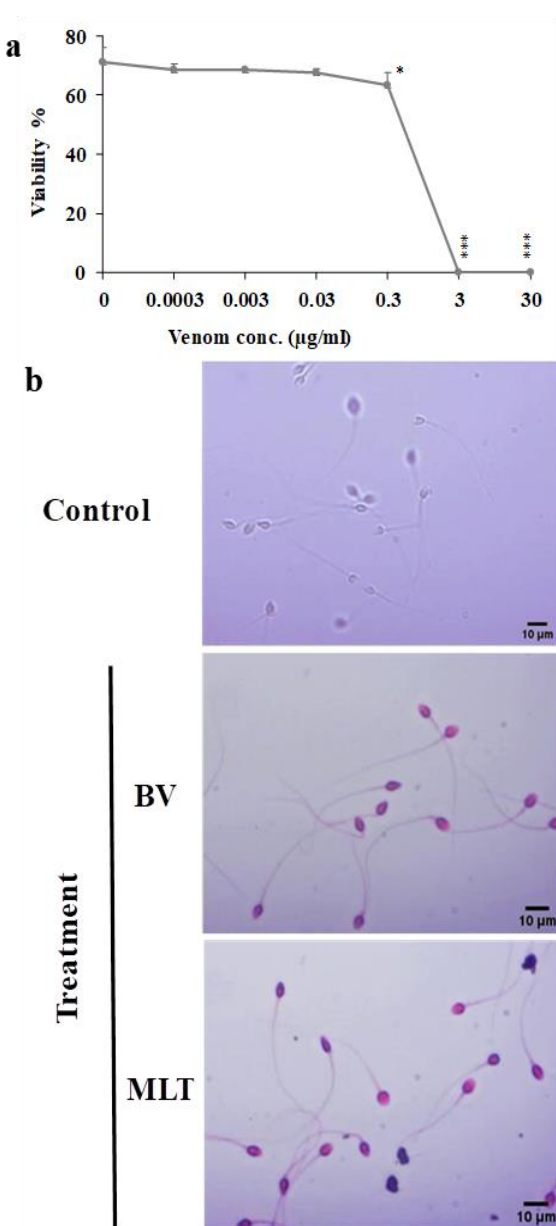 a
80
60
40
20
0
Viability %
*
***
***
0 0.0003 0.003 0.03 0.3 3 30
Venom conc. (µg/ml)
b
Control
10 µm
Treatment
BV
10 µm
MLT
10 µm